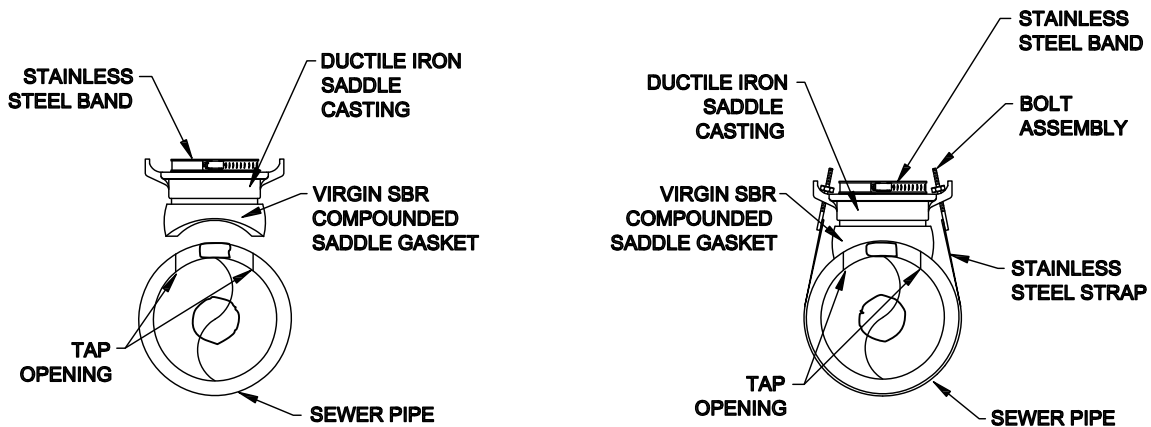 STAINLESS
STEEL BAND
DUCTILE IRON
SADDLE
CASTING
VIRGIN SBR
COMPOUNDED
SADDLE GASKET
TAP
OPENING
SEWER PIPE
STAINLESS
STEEL BAND
DUCTILE IRON
SADDLE
CASTING
BOLT
ASSEMBLY
VIRGIN SBR
COMPOUNDED
SADDLE GASKET
STAINLESS
STEEL STRAP
TAP
OPENING
SEWER PIPE